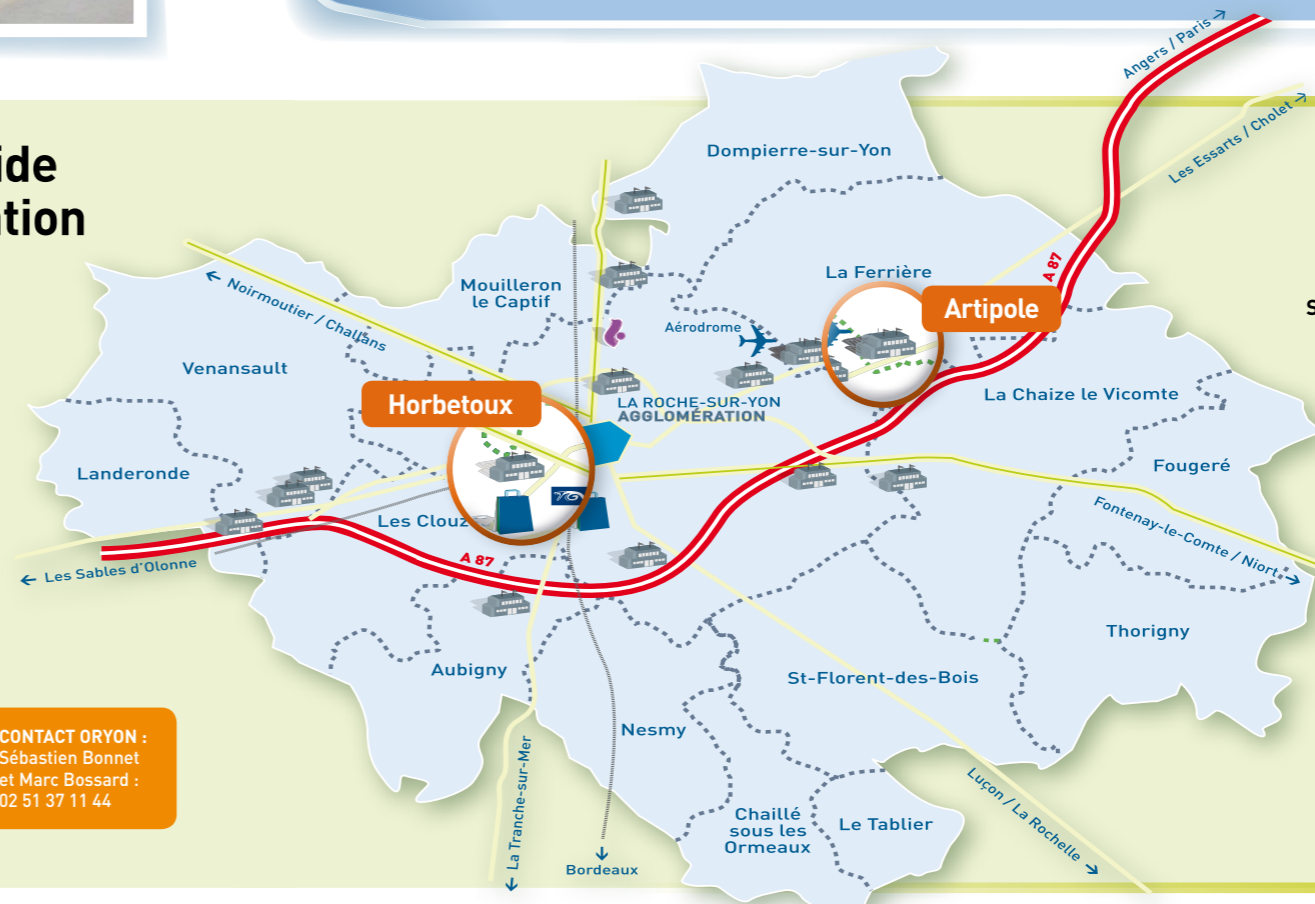 ide
ation
Angers / Paris →
Les Essarts / Cholet →
Dompierre-sur-Yon
A 87
La Ferrière
Artipole
Mouilleron
le Captif
← Noirmoutier / Challans
Aérodrome
Venansault
Horbetoux
LA ROCHE-SUR-YON
AGGLOMÉRATION
La Chaize le Vicomte
Landeronde
Fougeré
Les Clouz
Fontenay-le-Comte / Niort →
A 87
← Les Sables d'Olonne
Thorigny
Aubigny
St-Florent-des-Bois
Nesmy
CONTACT ORYON :
Sébastien Bonnet
et Marc Bossard :
02 51 37 11 44
← La Tranche-sur-Mer
Luçon / La Rochelle →
Chaillé
sous les
Ormeaux
Le Tablier
↓
Bordeaux
s